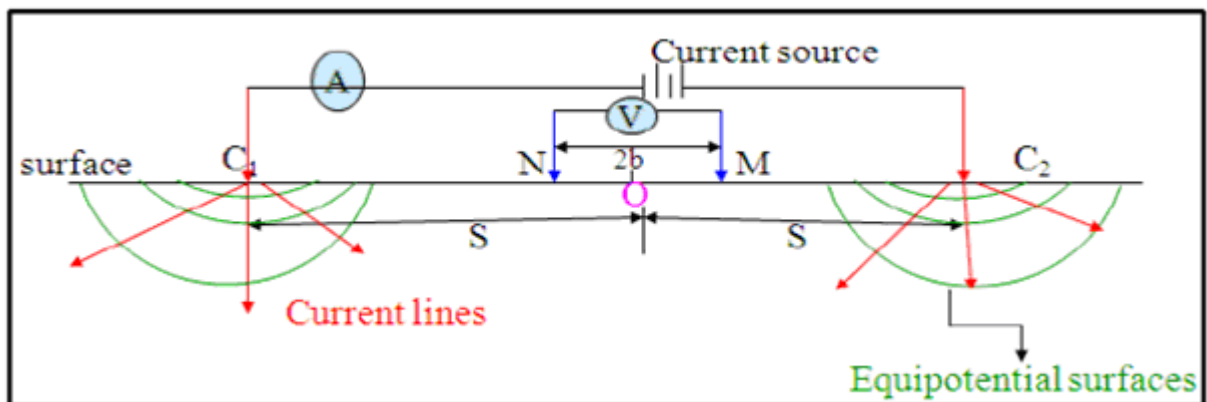 Current source
A
V
surface
C₁
N
2b
M
C₂
O
S
S
Current lines
Equipotential surfaces